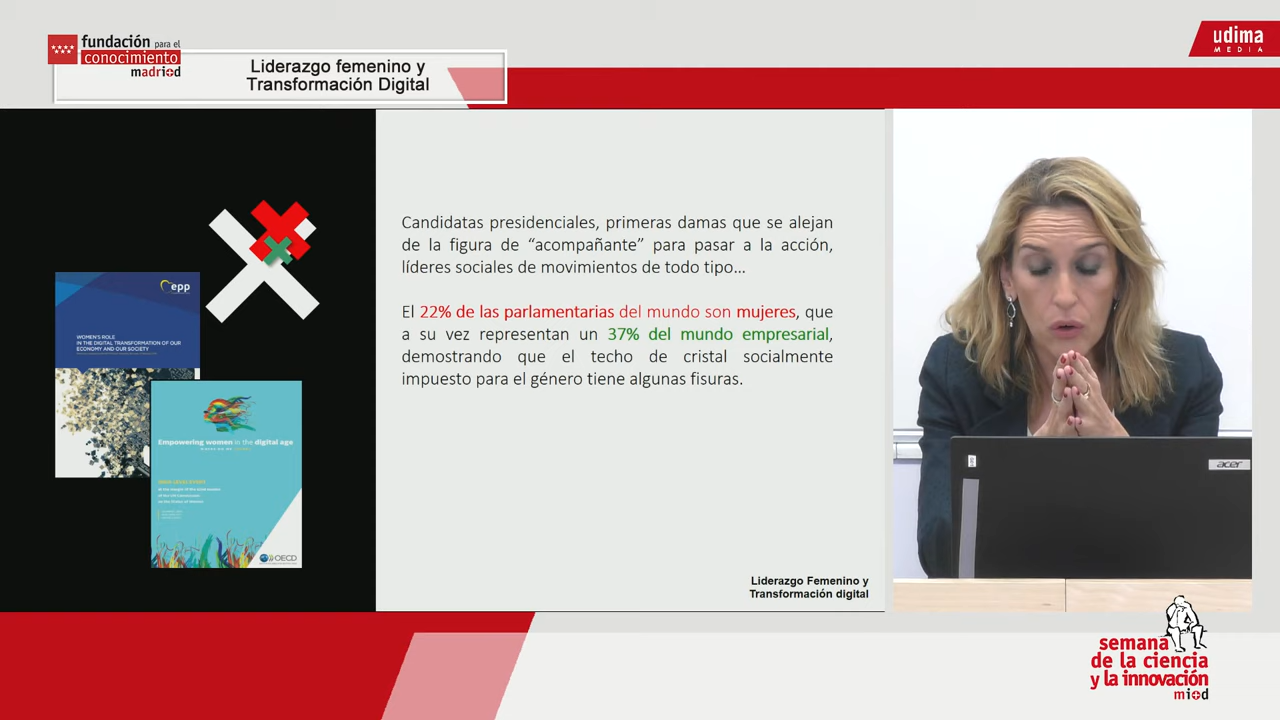 fundación para el
conocimiento
madrid
Liderazgo femenino y
Transformación Digital
udima
MEDIA
epp
WOMEN'S ROLE
IN THE DIGITAL TRANSFORMATION OF OUR
ECONOMY AND OUR SOCIETY
Empowering women in the digital age
OECD
Candidatas presidenciales, primeras damas que se alejan
de la figura de “acompañante” para pasar a la acción,
líderes sociales de movimientos de todo tipo...
El 22% de las parlamentarias del mundo son mujeres, que
a su vez representan un 37% del mundo empresarial,
demostrando que el techo de cristal socialmente
impuesto para el género tiene algunas fisuras.
Liderazgo Femenino y
Transformación digital
acer
semana
de la ciencia
y la innovación
mi+d